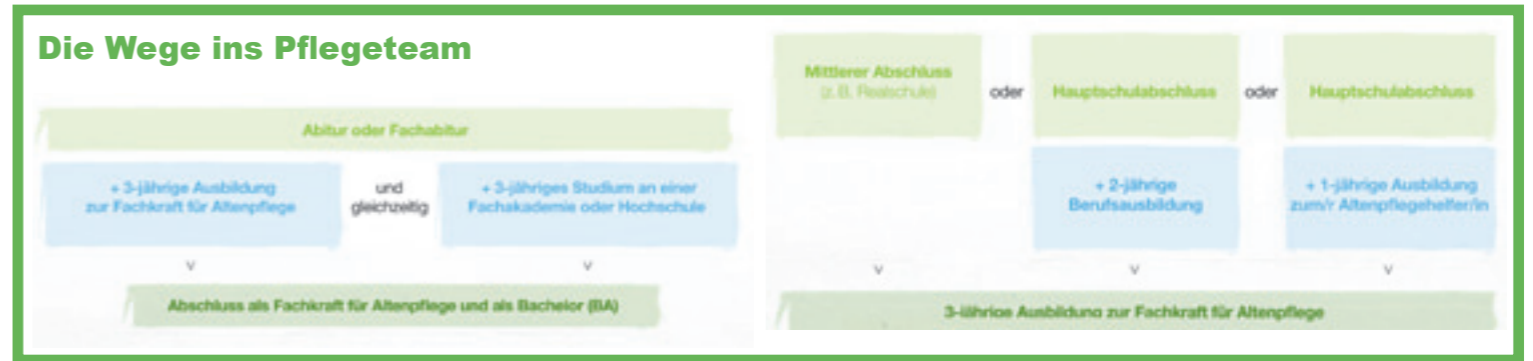 Die Wege ins Pflegeteam
Abitur oder Fachabitur
+ 3-jährige Ausbildung
zur Fachkraft für Altenpflege
und
gleichzeitig
+ 3-jähriges Studium an einer
Fachakademie oder Hochschule
v
v
Abschluss als Fachkraft für Altenpflege und als Bachelor (BA)
Mittlerer Abschluss
(z. B. Realschule)
oder
Hauptschulabschluss
oder
Hauptschulabschluss
+ 2-jährige
Berufsausbildung
+ 1-jährige Ausbildung
zum/r Altenpflegehelfer/in
v
v
v
3-jährige Ausbildung zur Fachkraft für Altenpflege